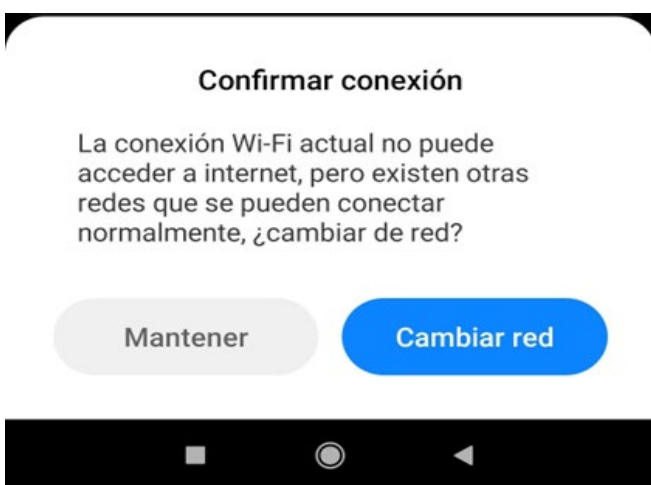 Confirmar conexión
La conexión Wi-Fi actual no puede
acceder a internet, pero existen otras
redes que se pueden conectar
normalmente, ¿cambiar de red?
Mantener
Cambiar red